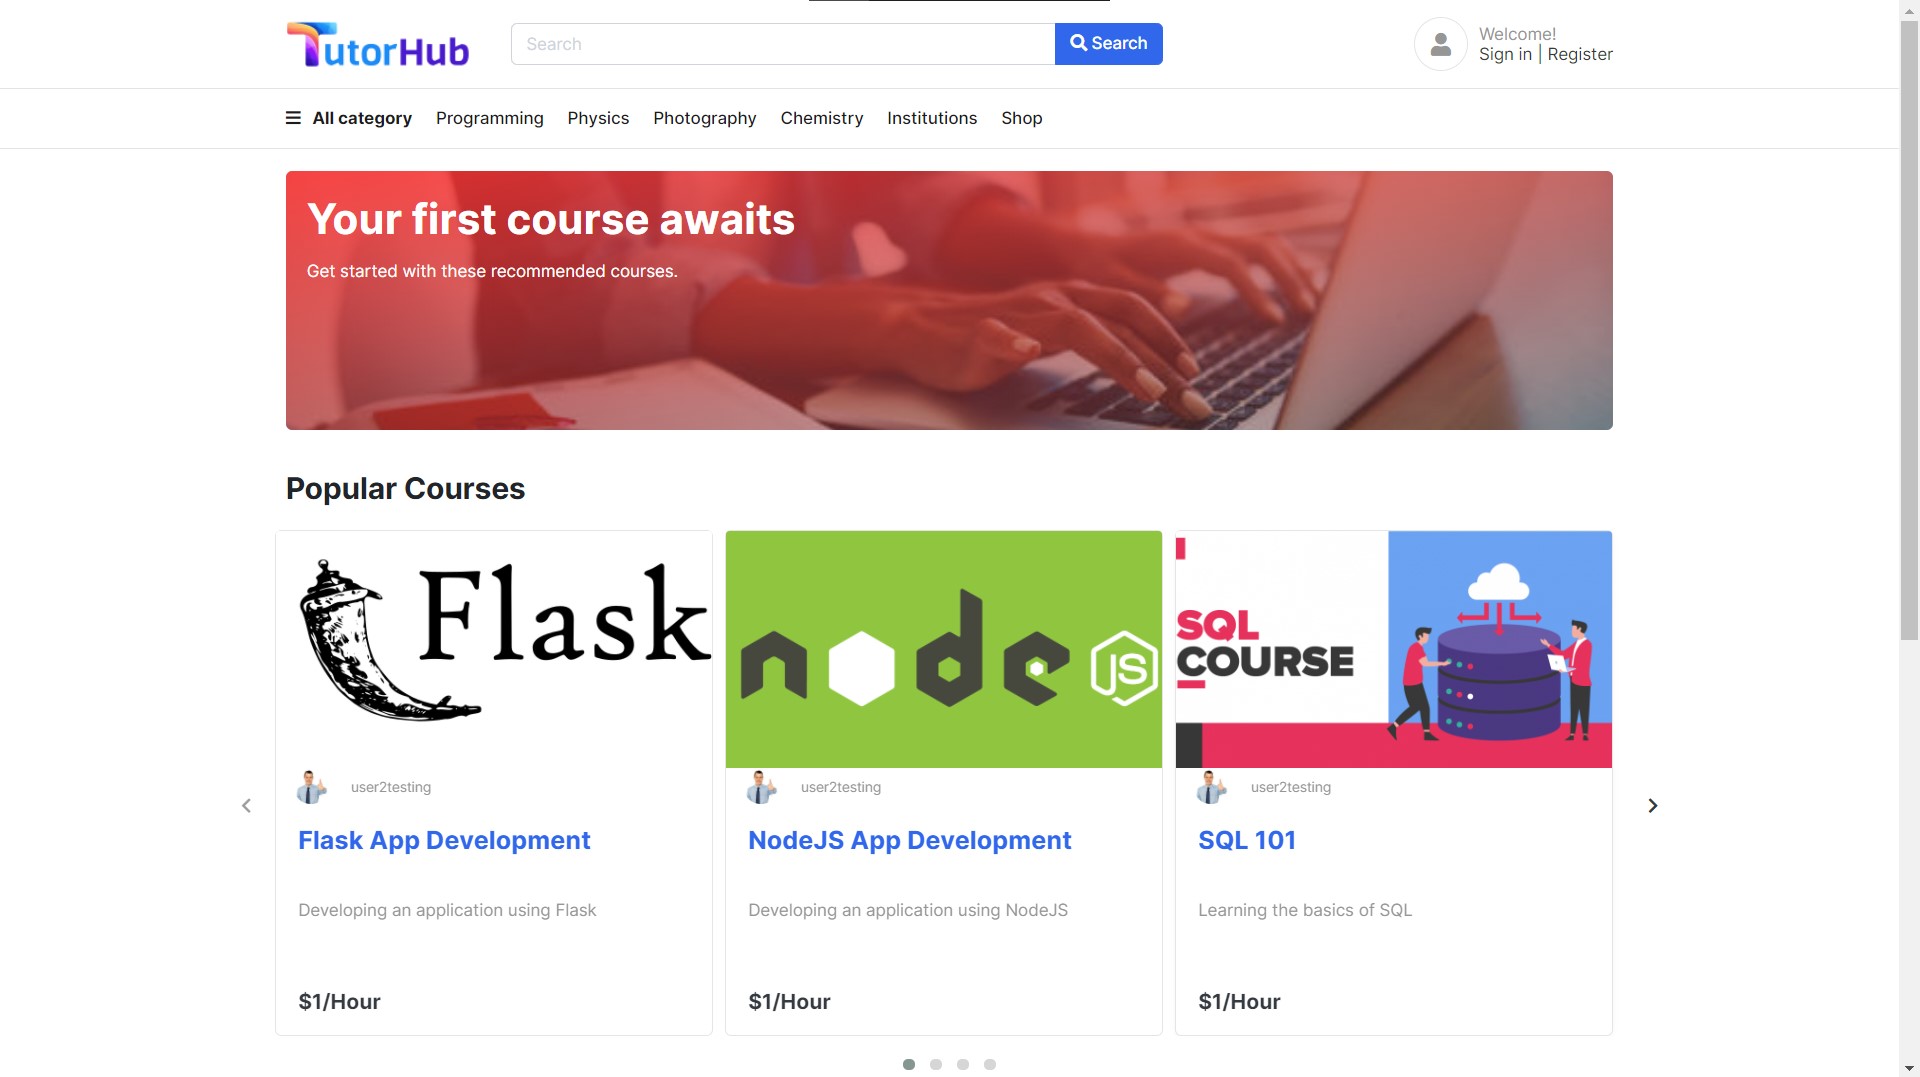 TutorHub
Search
Search
Welcome!
Sign in | Register
All category Programming Physics Photography Chemistry Institutions Shop
Your first course awaits
Get started with these recommended courses.
Popular Courses
Flask
user2testing
Flask App Development
Developing an application using Flask
$1/Hour
node JS
user2testing
NodeJS App Development
Developing an application using NodeJS
$1/Hour
SQL
COURSE
user2testing
SQL 101
Learning the basics of SQL
$1/Hour